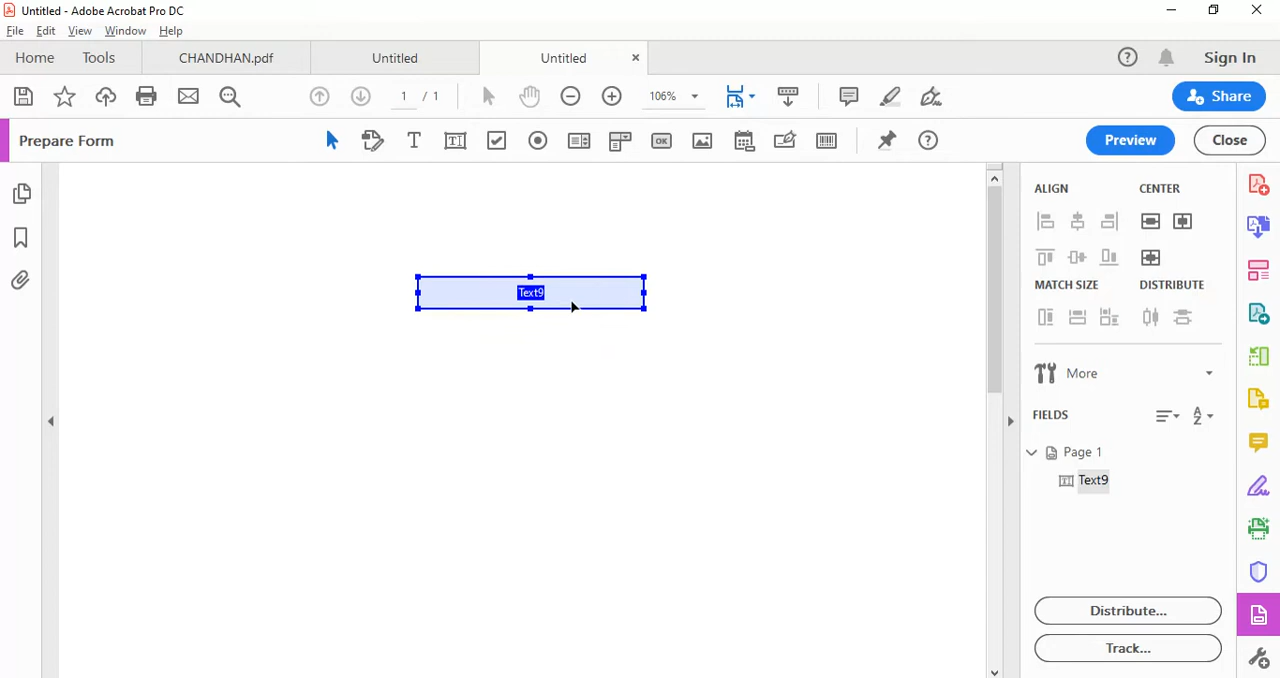 Untitled - Adobe Acrobat Pro DC
File Edit View Window Help
Home Tools CHANDHAN.pdf Untitled Untitled × ? Sign In
1 / 1 106% Share
Prepare Form T T OK ? Preview Close
ALIGN CENTER
Text9
MATCH SIZE DISTRIBUTE
More
FIELDS A Z
Page 1
T Text9
Distribute...
Track...